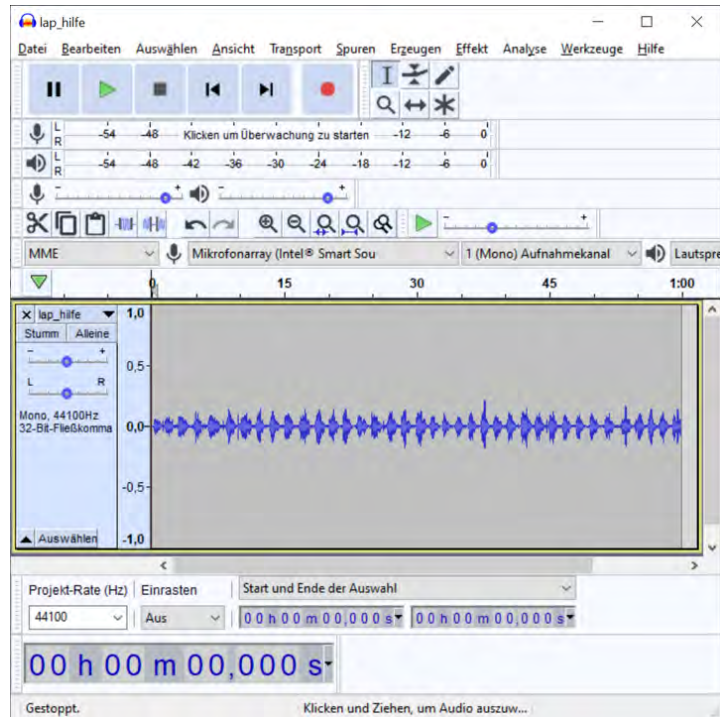 lap_hilfe
Datei Bearbeiten Auswählen Ansicht Transport Spuren Erzeugen Effekt Analyse Werkzeuge Hilfe
L
R
-54 -48 Klicken um Überwachung zu starten -12 -6 0
L
R
-54 -48 -42 -36 -30 -24 -18 -12 -6 0
- + - +
- +
MME Mikrofonarray (Intel® Smart Sou 1 (Mono) Aufnahmekanal Lautspre
0 15 30 45 1:00
X lap_hilfe 1,0
Stumm Alleine
- +
0,5
L R
Mono, 44100Hz
32-Bit-Fließkomma 0,0
-0,5
Auswählen -1,0
Projekt-Rate (Hz) Einrasten Start und Ende der Auswahl
44100 Aus 00 h 00 m 00,000 s 00 h 00 m 00,000 s
00 h 00 m 00,000 s
Gestoppt. Klicken und Ziehen, um Audio auszuw...